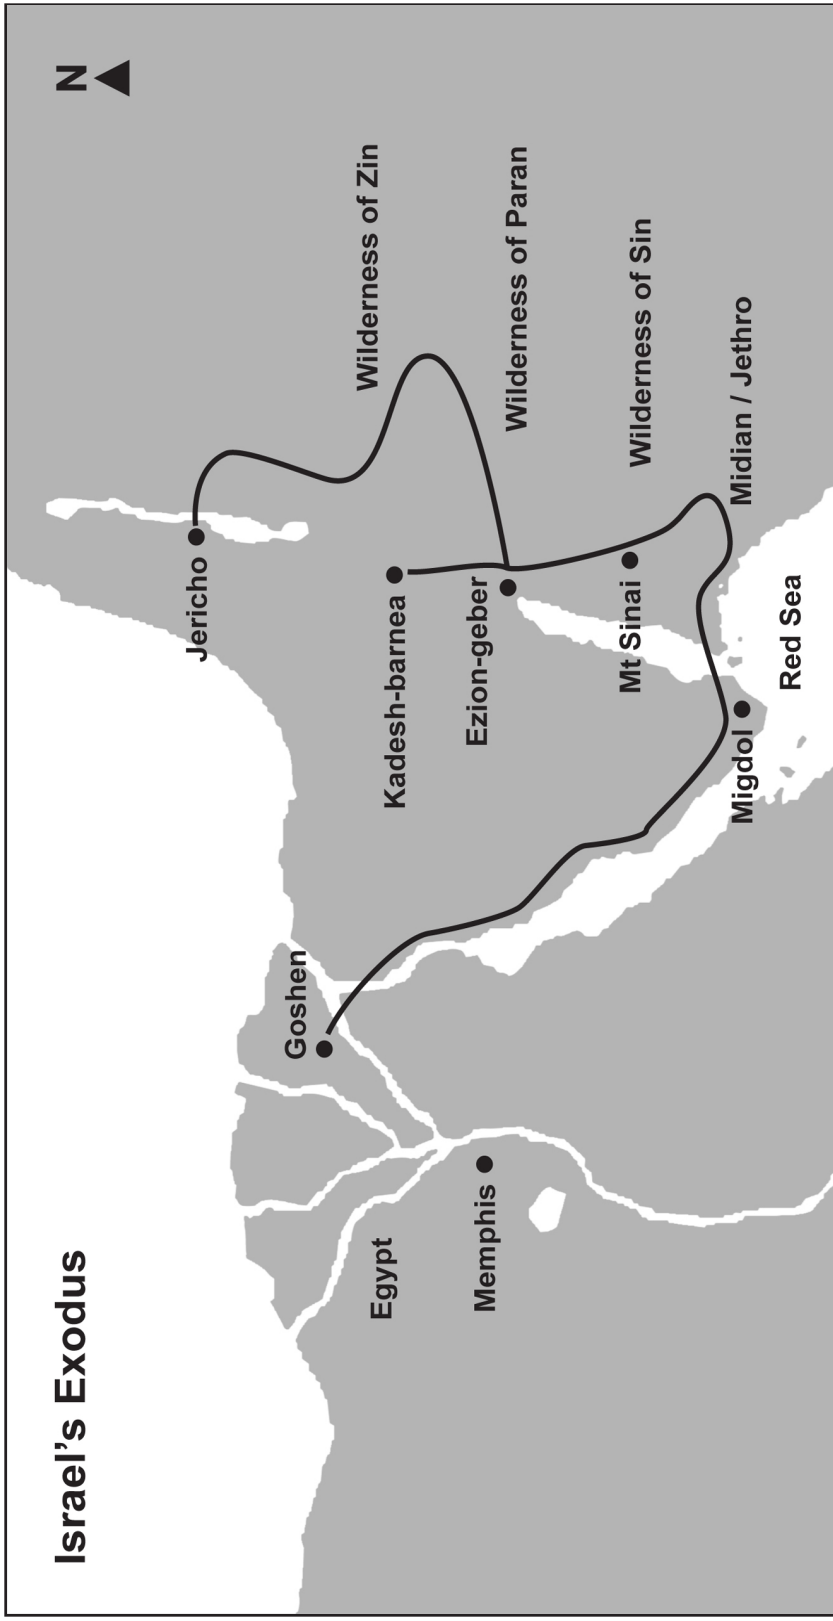 Israel's Exodus
N
Jericho
Wilderness of Zin
Goshen
Egypt
Kadesh-barnea
Memphis
Ezion-geber
Wilderness of Paran
Mt Sinai
Wilderness of Sin
Migdol
Midian / Jethro
Red Sea